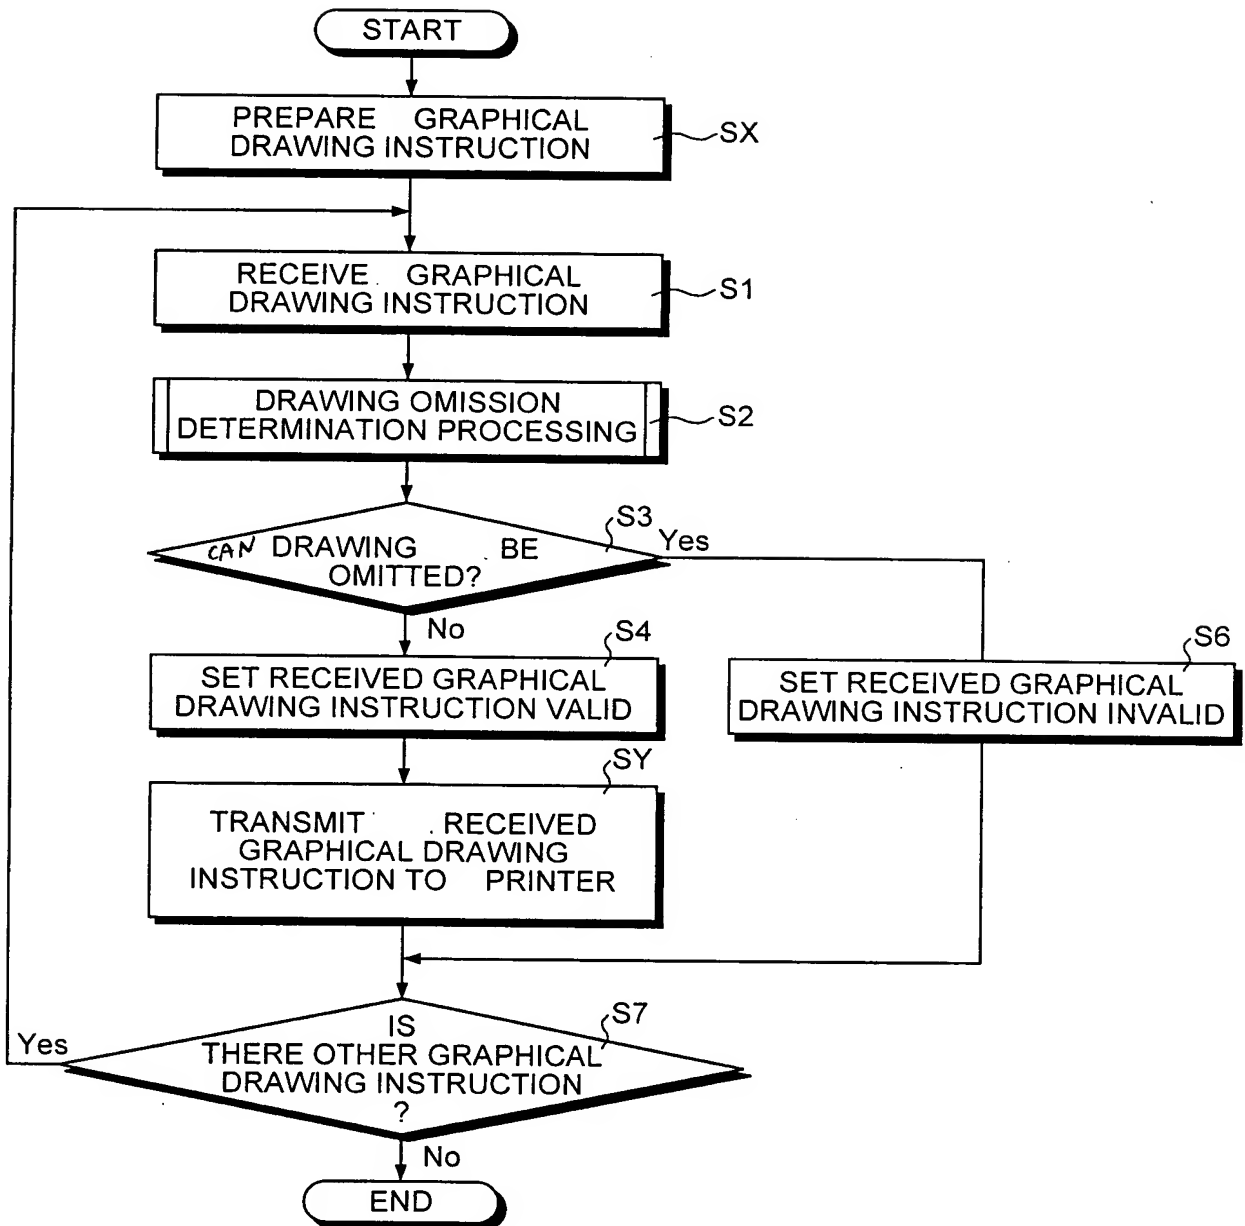 START
PREPARE GRAPHICAL
DRAWING INSTRUCTION
SX
RECEIVE GRAPHICAL
DRAWING INSTRUCTION
S1
DRAWING OMISSION
DETERMINATION PROCESSING
S2
S3
CAN DRAWING BE
OMITTED?
Yes
No
S4
SET RECEIVED GRAPHICAL
DRAWING INSTRUCTION VALID
S6
SET RECEIVED GRAPHICAL
DRAWING INSTRUCTION INVALID
SY
TRANSMIT RECEIVED
GRAPHICAL DRAWING
INSTRUCTION TO PRINTER
S7
IS
THERE OTHER GRAPHICAL
DRAWING INSTRUCTION
?
Yes
No
END